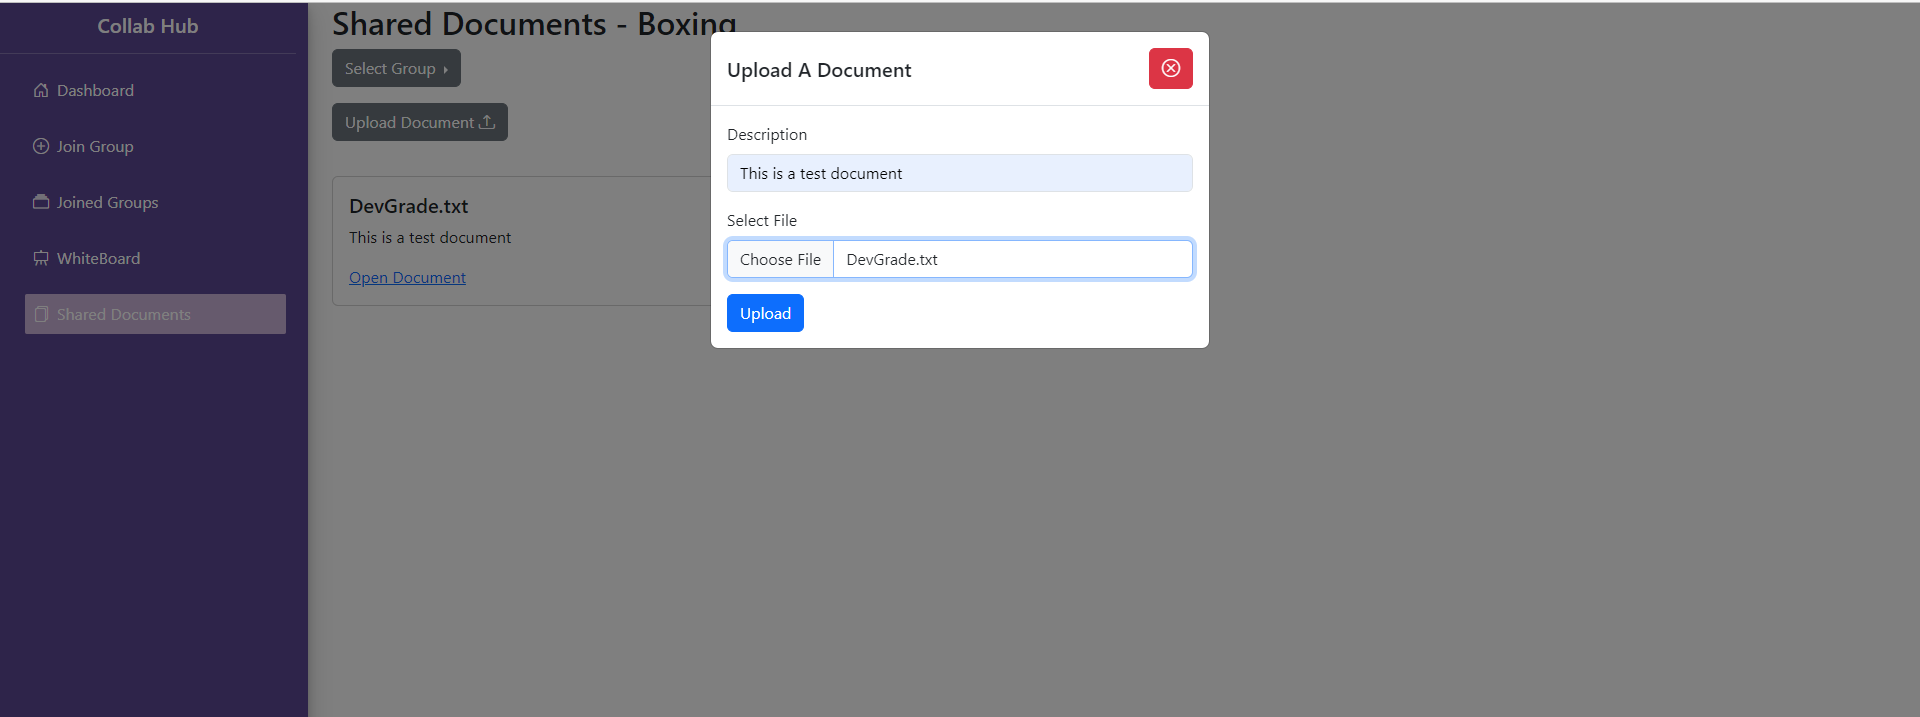 Collab Hub
Dashboard
Join Group
Joined Groups
WhiteBoard
Shared Documents
Shared Documents - Boxing
Select Group
Upload Document
DevGrade.txt
This is a test document
Open Document
Upload A Document
Description
This is a test document
Select File
Choose File DevGrade.txt
Upload